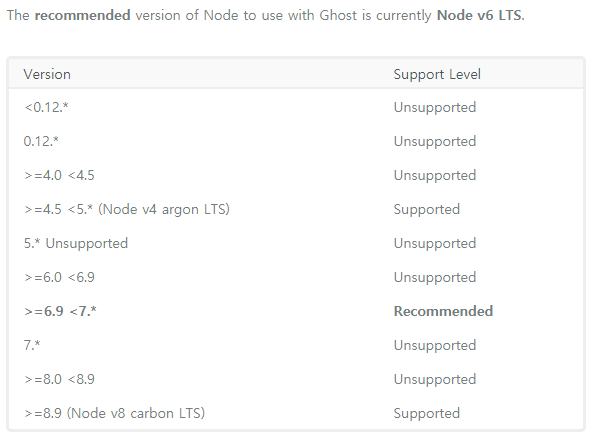 The recommended version of Node to use with Ghost is currently Node v6 LTS.
Version Support Level
<0.12.* Unsupported
0.12.* Unsupported
>=4.0 <4.5 Unsupported
>=4.5 <5.* (Node v4 argon LTS) Supported
5.* Unsupported Unsupported
>=6.0 <6.9 Unsupported
>=6.9 <7.* Recommended
7.* Unsupported
>=8.0 <8.9 Unsupported
>=8.9 (Node v8 carbon LTS) Supported